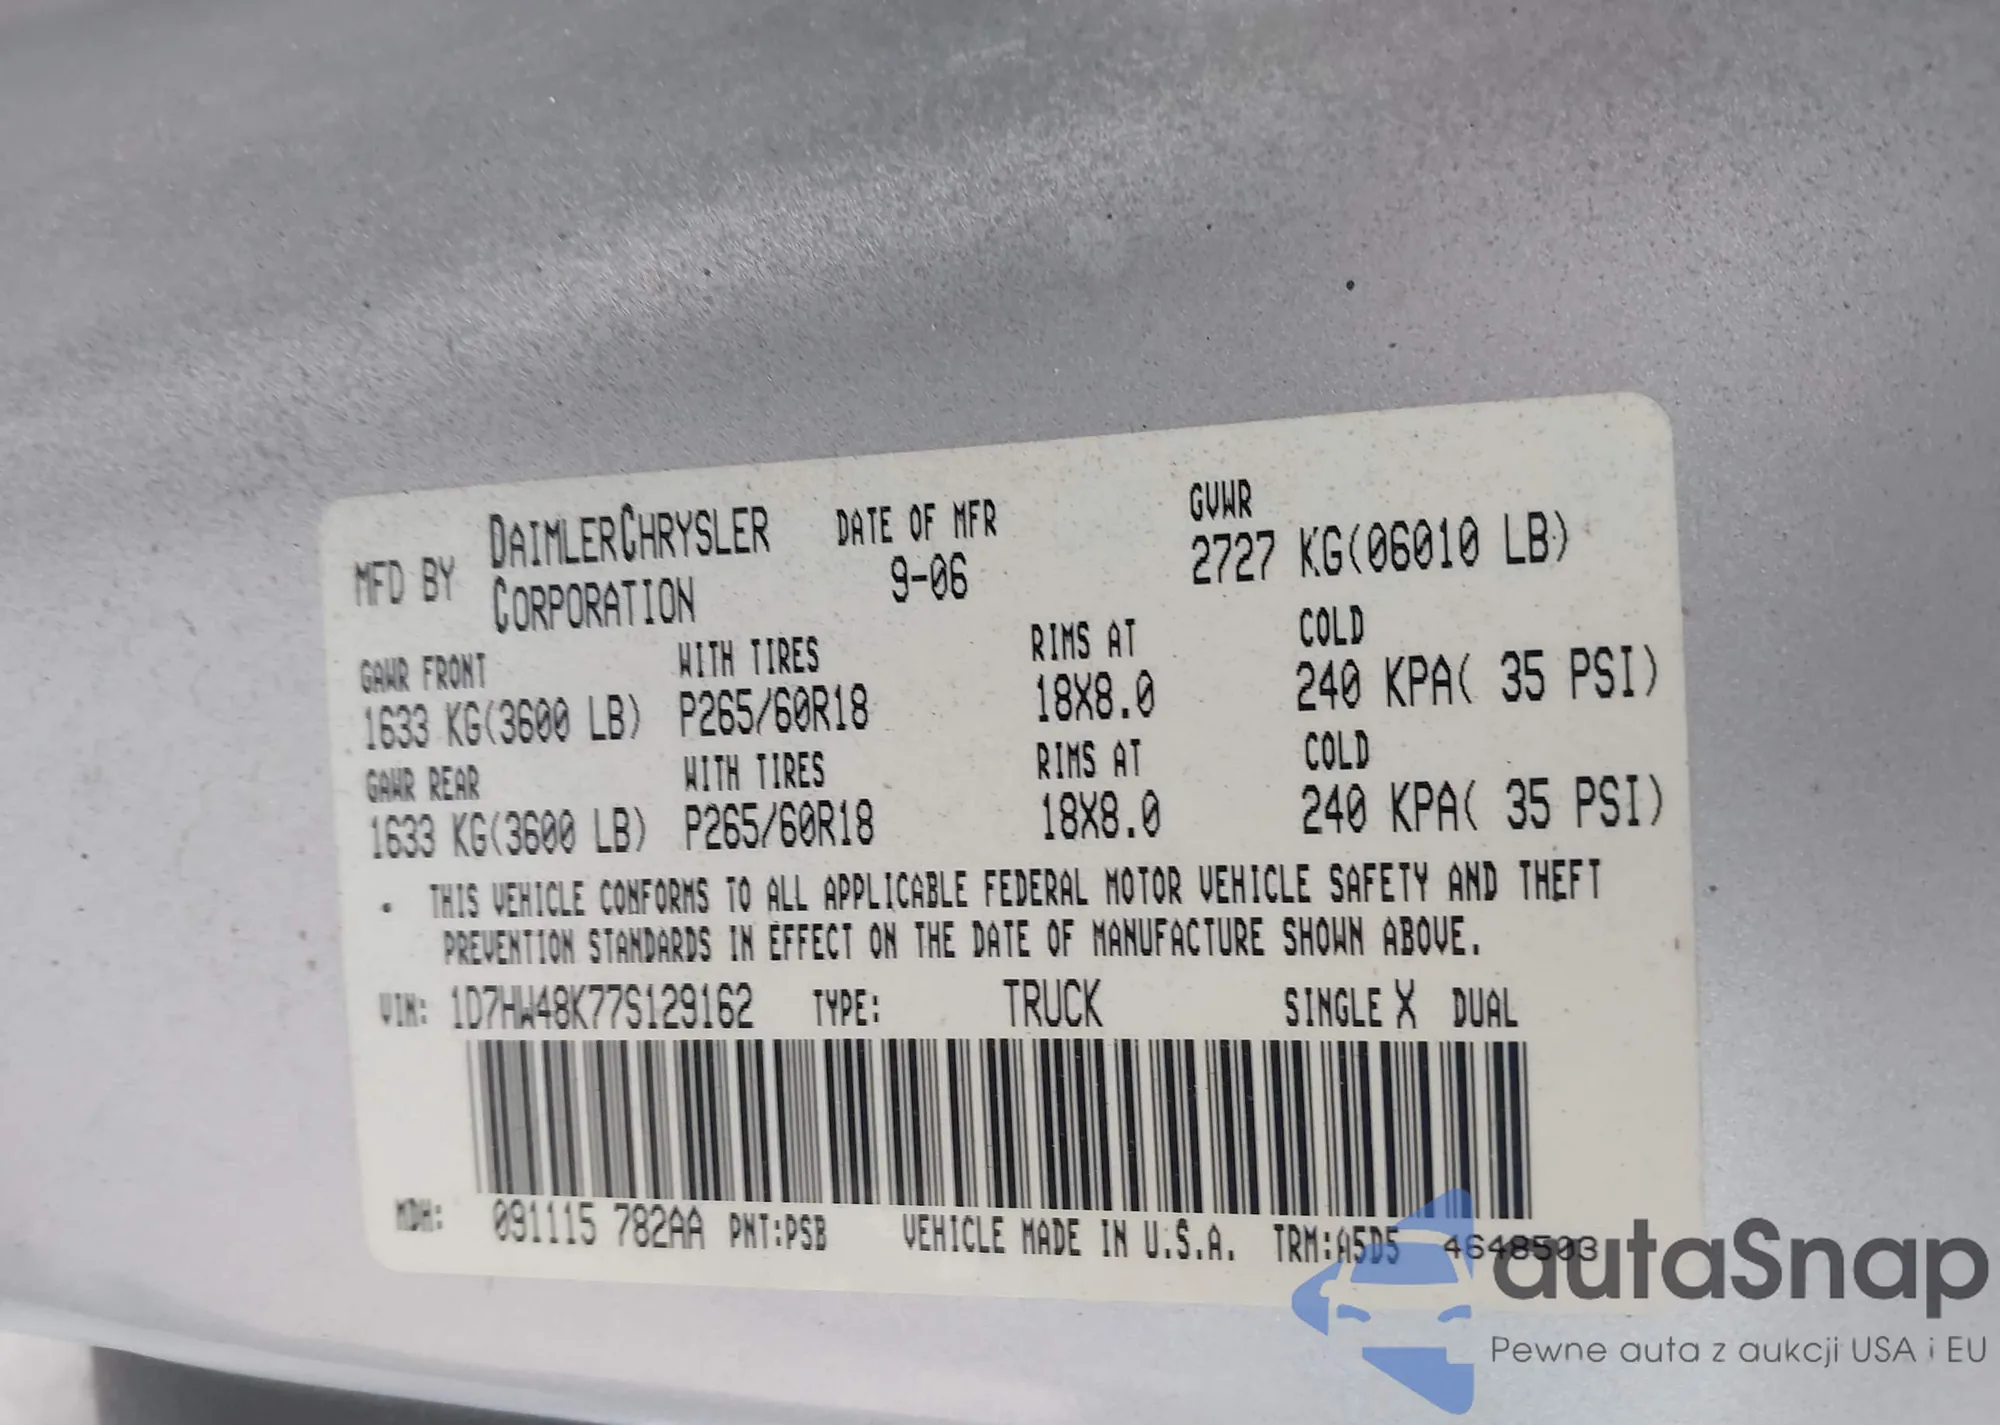 MFD BY DAIMLERCHRYSLER CORPORATION DATE OF MFR 9-06 GVWR 2727 KG(06010 LB)
GAWR FRONT WITH TIRES RIMS AT COLD
1633 KG(3600 LB) P265/60R18 18X8.0 240 KPA( 35 PSI)
GAWR REAR WITH TIRES RIMS AT COLD
1633 KG(3600 LB) P265/60R18 18X8.0 240 KPA( 35 PSI)
• THIS VEHICLE CONFORMS TO ALL APPLICABLE FEDERAL MOTOR VEHICLE SAFETY AND THEFT
PREVENTION STANDARDS IN EFFECT ON THE DATE OF MANUFACTURE SHOWN ABOVE.
VIN: 1D7HW48K77S129162 TYPE: TRUCK SINGLE X DUAL
MDH: 091115 782AA PNT:PSB VEHICLE MADE IN U.S.A. TRM:A5D5 4648503
autaSnap
Pewne auta z aukcji USA i EU